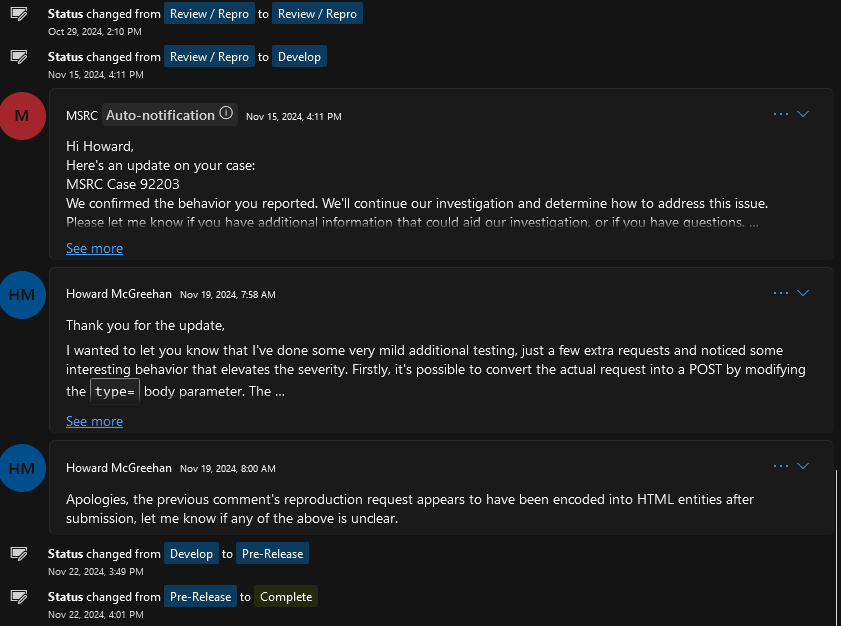 Status changed from Review / Repro to Review / Repro
Oct 29, 2024, 2:10 PM
Status changed from Review / Repro to Develop
Nov 15, 2024, 4:11 PM
M
MSRC Auto-notification Nov 15, 2024, 4:11 PM
Hi Howard,
Here's an update on your case:
MSRC Case 92203
We confirmed the behavior you reported. We'll continue our investigation and determine how to address this issue.
Please let me know if you have additional information that could aid our investigation, or if you have questions. ...
See more
HM
Howard McGreehan Nov 19, 2024, 7:58 AM
Thank you for the update,
I wanted to let you know that I've done some very mild additional testing, just a few extra requests and noticed some
interesting behavior that elevates the severity. Firstly, it's possible to convert the actual request into a POST by modifying
the type= body parameter. The ...
See more
HM
Howard McGreehan Nov 19, 2024, 8:00 AM
Apologies, the previous comment's reproduction request appears to have been encoded into HTML entities after
submission, let me know if any of the above is unclear.
Status changed from Develop to Pre-Release
Nov 22, 2024, 3:49 PM
Status changed from Pre-Release to Complete
Nov 22, 2024, 4:01 PM